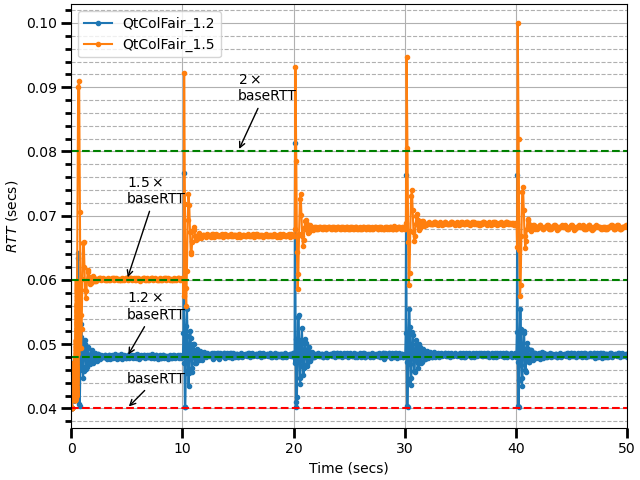 QtColFair_1.2
QtColFair_1.5
0.10
0.09
0.08
0.07
0.06
0.05
0.04
RTT (secs)
2 ×
baseRTT
1.5 ×
baseRTT
1.2 ×
baseRTT
baseRTT
0 10 20 30 40 50
Time (secs)